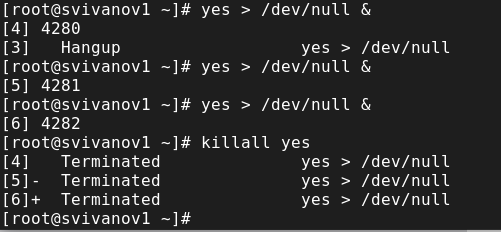 [root@svivanov1 ~]# yes > /dev/null &
[4] 4280
[3]   Hangup                  yes > /dev/null
[root@svivanov1 ~]# yes > /dev/null &
[5] 4281
[root@svivanov1 ~]# yes > /dev/null &
[6] 4282
[root@svivanov1 ~]# killall yes
[4]   Terminated              yes > /dev/null
[5]-  Terminated              yes > /dev/null
[6]+  Terminated              yes > /dev/null
[root@svivanov1 ~]#